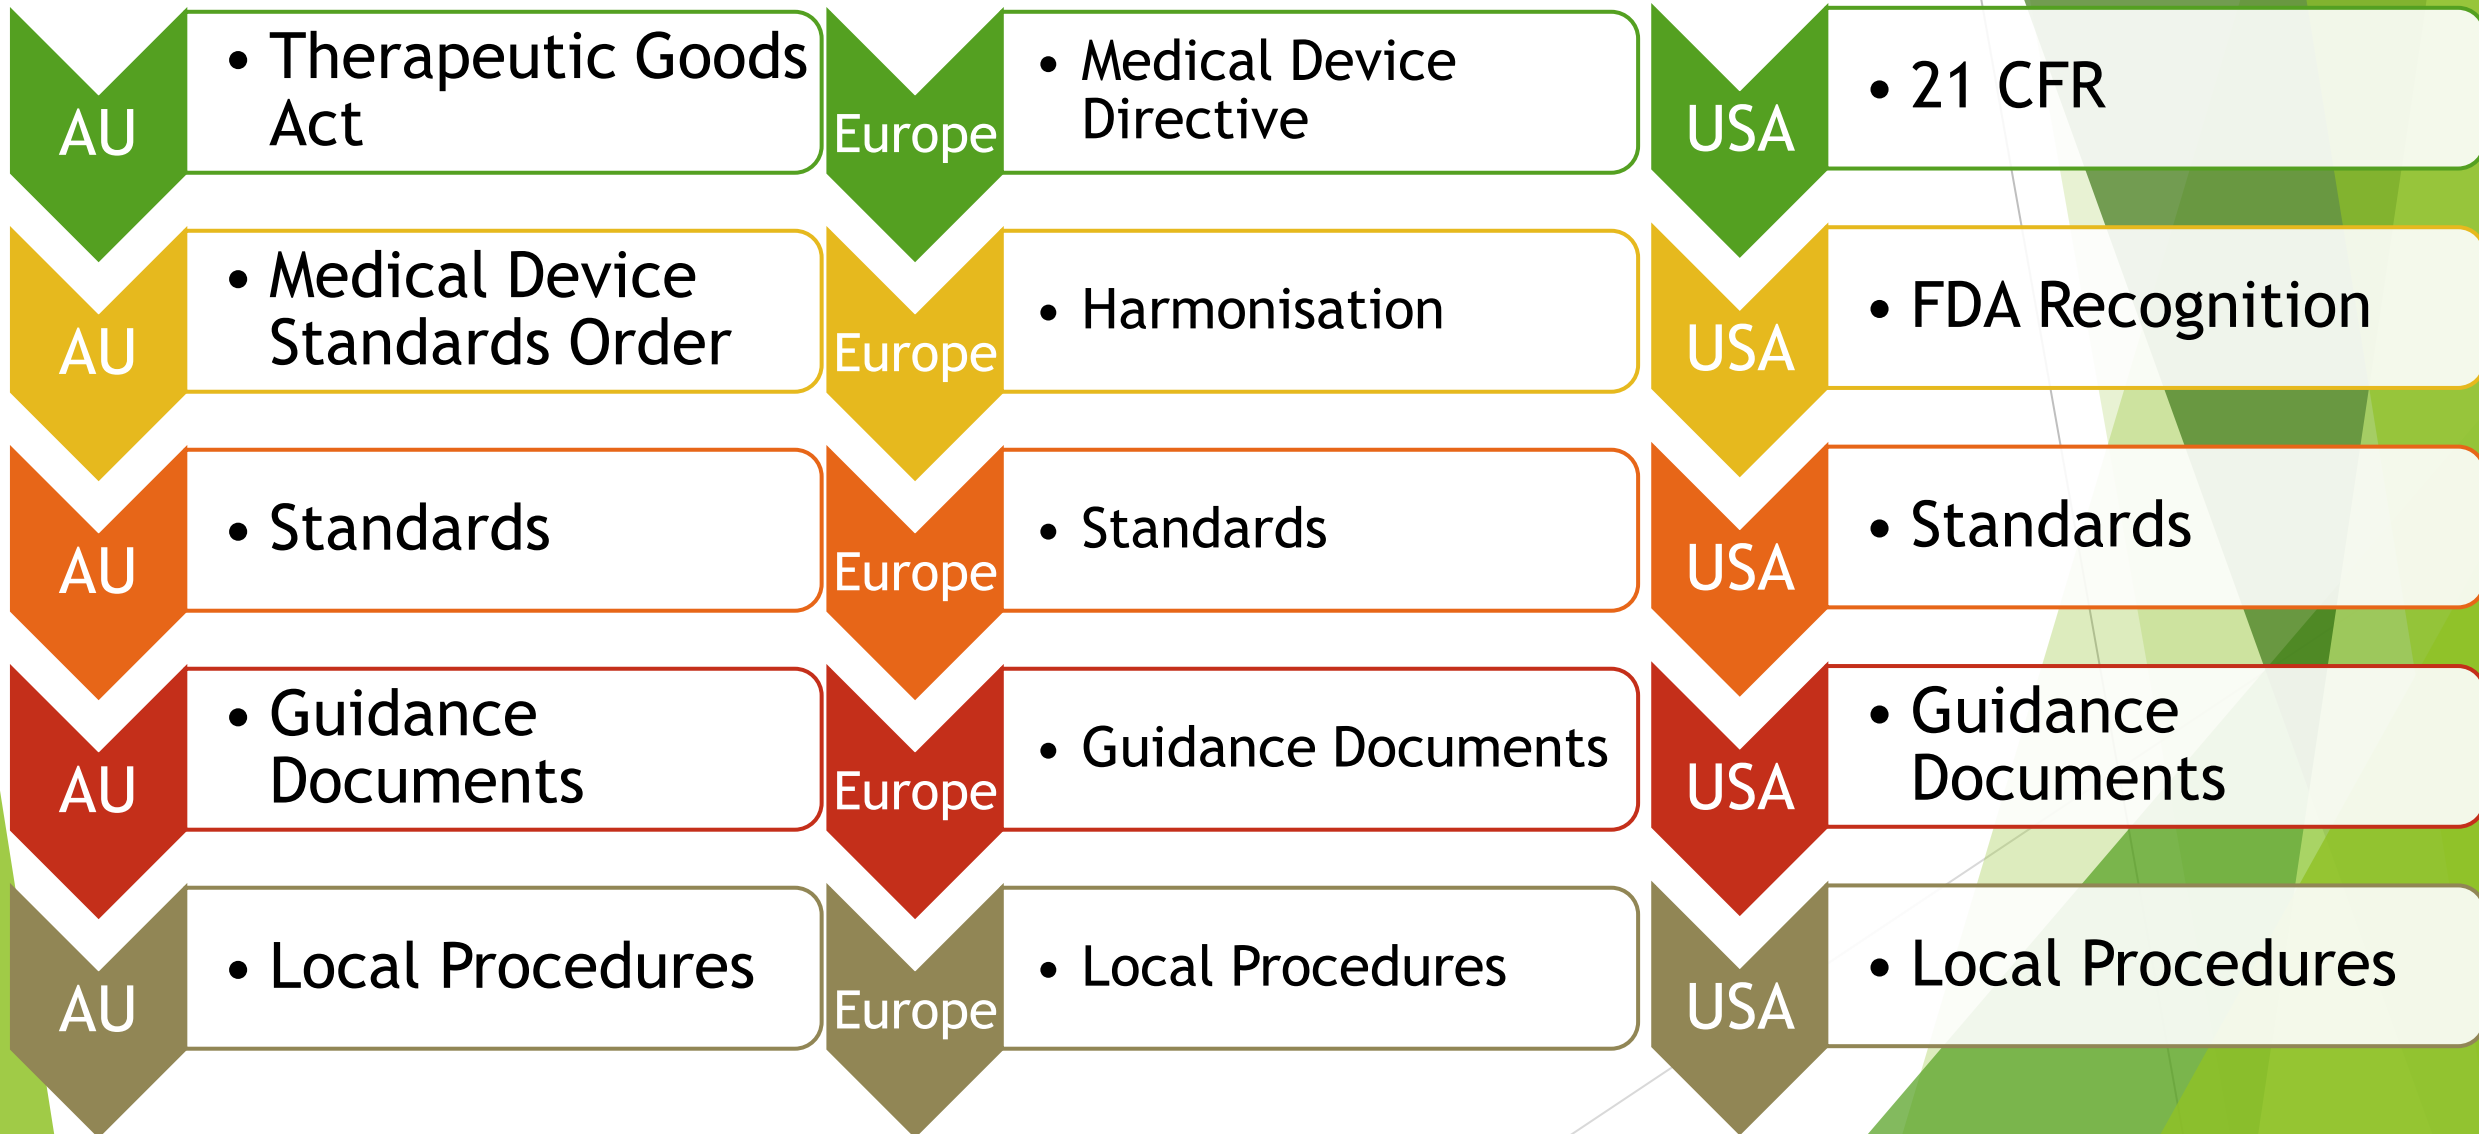 AU
• Therapeutic Goods
Act
Europe
• Medical Device
Directive
USA
• 21 CFR
AU
• Medical Device
Standards Order
Europe
• Harmonisation
USA
• FDA Recognition
AU
• Standards
Europe
• Standards
USA
• Standards
AU
• Guidance
Documents
Europe
• Guidance Documents
USA
• Guidance
Documents
AU
• Local Procedures
Europe
• Local Procedures
USA
• Local Procedures